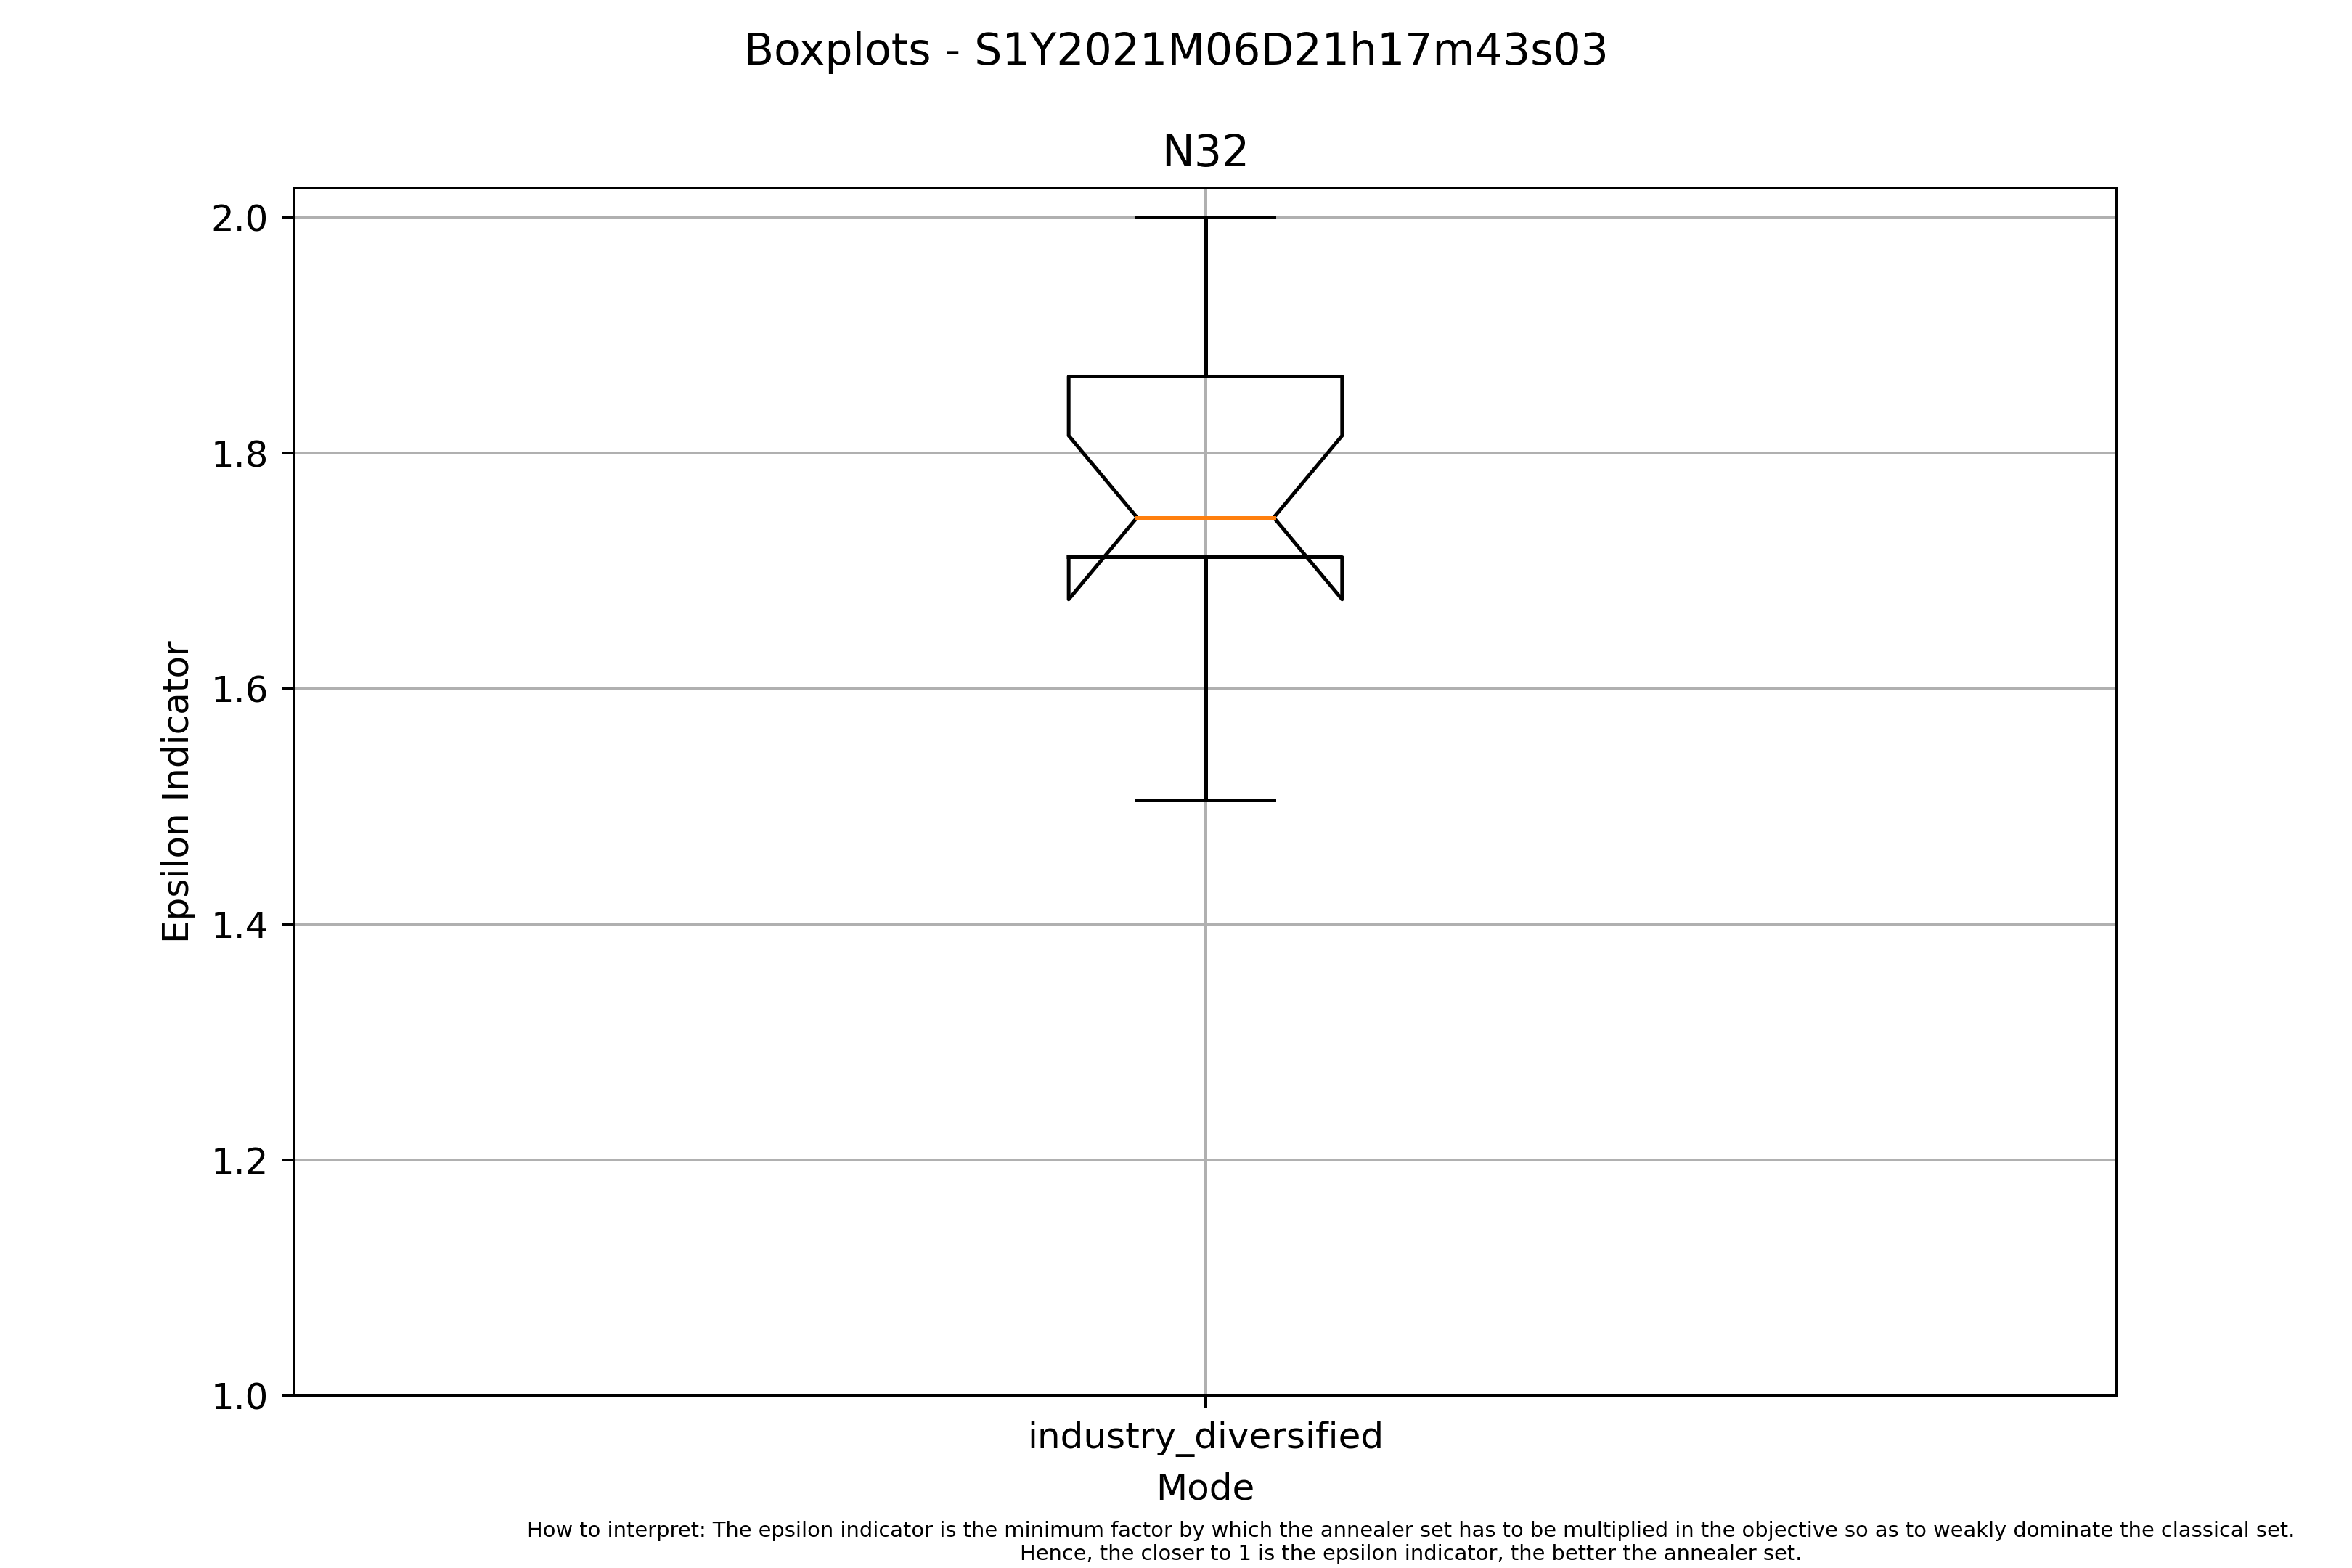 Boxplots - S1Y2021M06D21h17m43s03
N32
2.0
1.8
1.6
1.4
1.2
1.0
Epsilon Indicator
industry_diversified
Mode
How to interpret: The epsilon indicator is the minimum factor by which the annealer set has to be multiplied in the objective so as to weakly dominate the classical set.
Hence, the closer to 1 is the epsilon indicator, the better the annealer set.